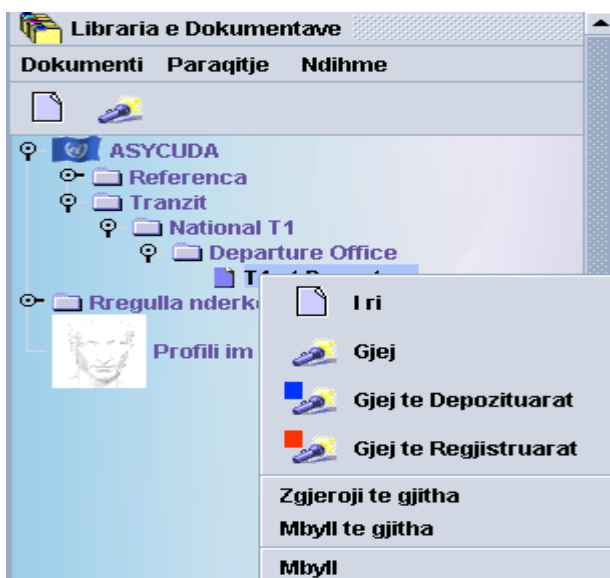 Libraria e Dokumentave
Dokumenti Paraqitje Ndihme
ASYCUDA
Referenca
Tranzit
National T1
Departure Office
Rregulla
Profili im
I ri
Gjej
Gjej te Depozituarat
Gjej te Regjistruarat
Zgjeroji te gjitha
Mbyll te gjitha
Mbyll